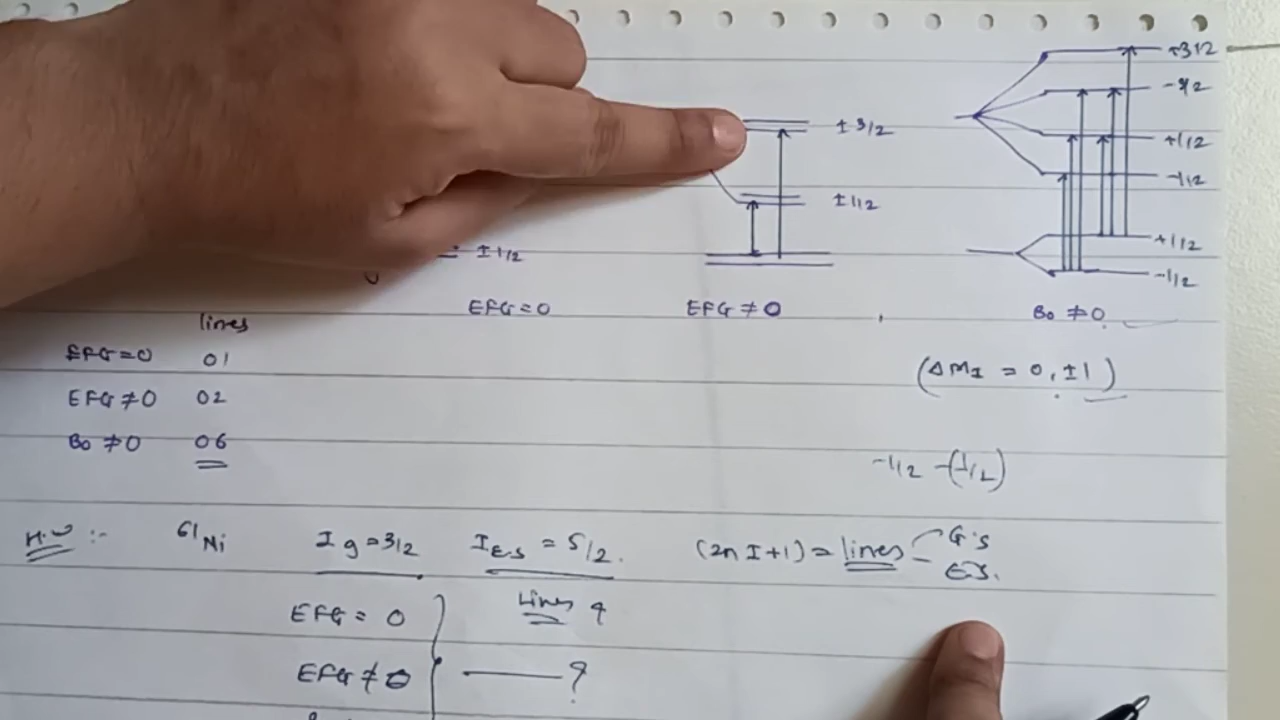 +3/2
± 3/2
-3/2
+1/2
± 1/2
-1/2
± 1/2
+1/2
-1/2
EFG = 0
EFG ≠ 0
B0 ≠ 0
lines
EFG = 0 01
EFG ≠ 0 02
B0 ≠ 0 06
(ΔMI = 0, ±1)
-1/2 -(-1/2)
H.W :- 61Ni Ig = 3/2 IES = 5/2. (2nI+1) = lines G.S
E.S.
EFG = 0 Lines ?
EFG ≠ 0 ?